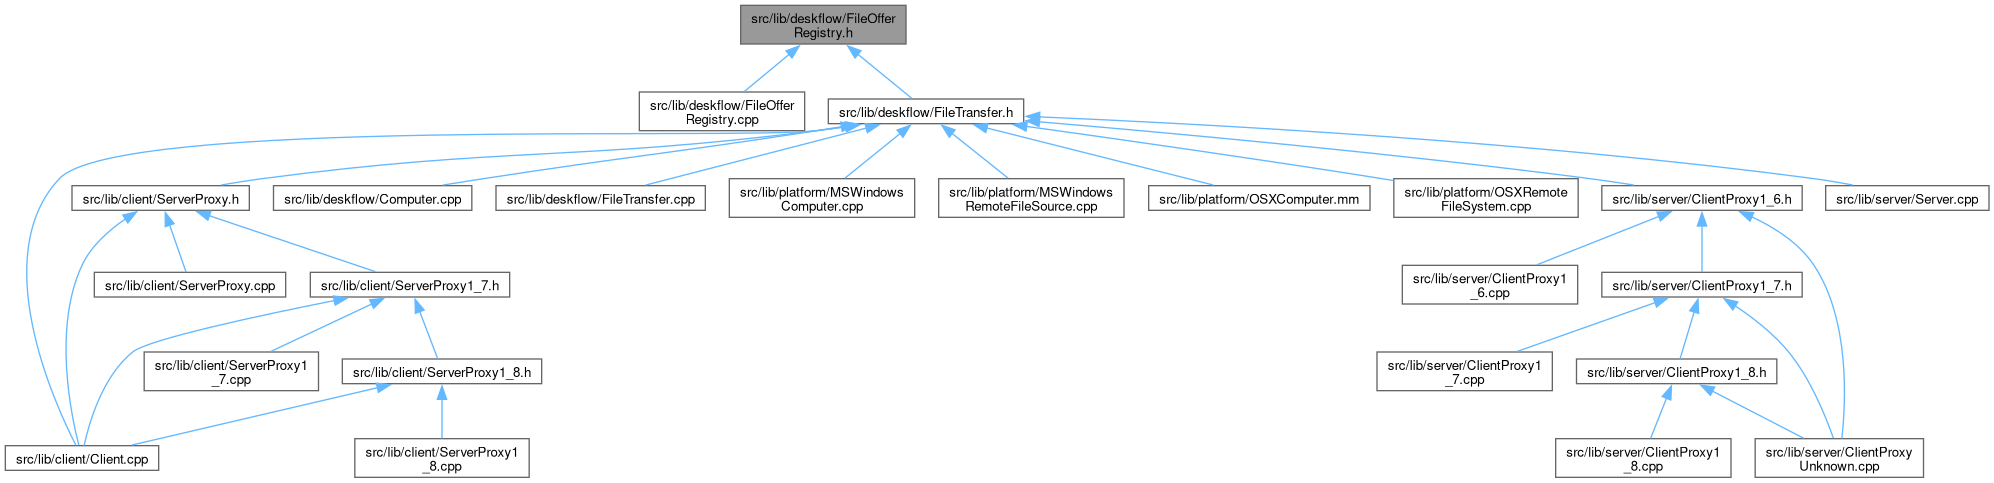 src/lib/deskflow/FileOffer
Registry.h
src/lib/deskflow/FileOffer
Registry.cpp
src/lib/deskflow/FileTransfer.h
src/lib/client/ServerProxy.h
src/lib/deskflow/Computer.cpp
src/lib/deskflow/FileTransfer.cpp
src/lib/platform/MSWindows
Computer.cpp
src/lib/platform/MSWindows
RemoteFileSource.cpp
src/lib/platform/OSXComputer.mm
src/lib/platform/OSXRemote
FileSystem.cpp
src/lib/server/ClientProxy1_6.h
src/lib/server/Server.cpp
src/lib/client/ServerProxy.cpp
src/lib/client/ServerProxy1_7.h
src/lib/server/ClientProxy1
_6.cpp
src/lib/server/ClientProxy1_7.h
src/lib/client/ServerProxy1
_7.cpp
src/lib/client/ServerProxy1_8.h
src/lib/server/ClientProxy1
_7.cpp
src/lib/server/ClientProxy1_8.h
src/lib/client/Client.cpp
src/lib/client/ServerProxy1
_8.cpp
src/lib/server/ClientProxy1
_8.cpp
src/lib/server/ClientProxy
Unknown.cpp